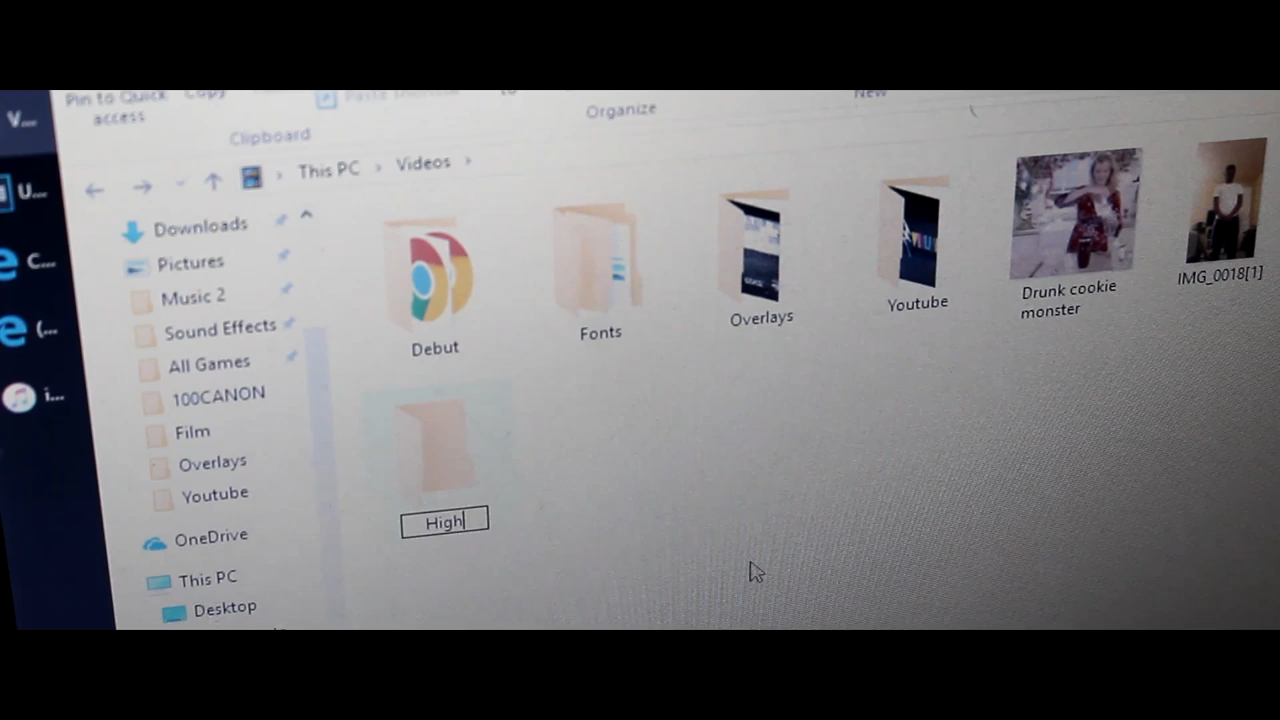 Pin to Quick
access
Copy
Clipboard
Organize
New
V...
This PC
Videos
U...
C...
(...
i...
Downloads
Pictures
Music 2
Sound Effects
All Games
100CANON
Film
Overlays
Youtube
OneDrive
This PC
Desktop
Debut
Fonts
Overlays
Youtube
Drunk cookie
monster
IMG_0018[1]
High